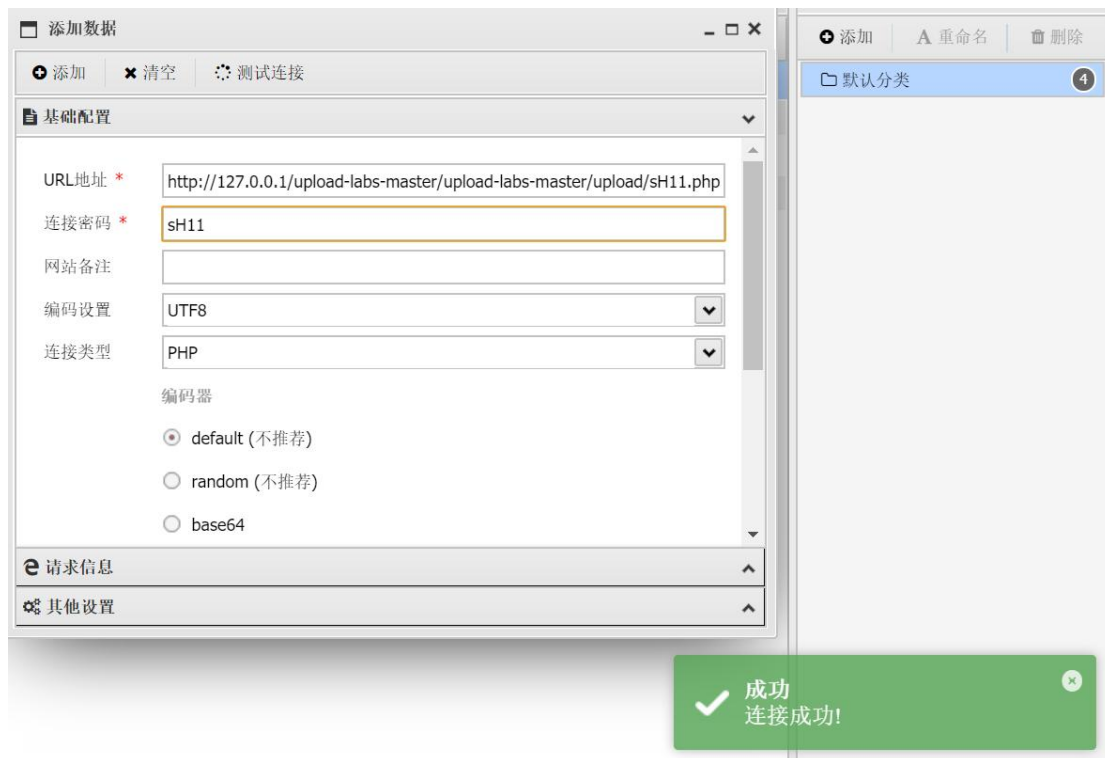 添加数据
添加 清空 测试连接
基础配置
URL地址 * http://127.0.0.1/upload-labs-master/upload-labs-master/upload/sH11.php
连接密码 * sH11
网站备注
编码设置 UTF8
连接类型 PHP
编码器
default (不推荐)
random (不推荐)
base64
请求信息
其他设置
添加 A 重命名 删除
默认分类 4
成功
连接成功!